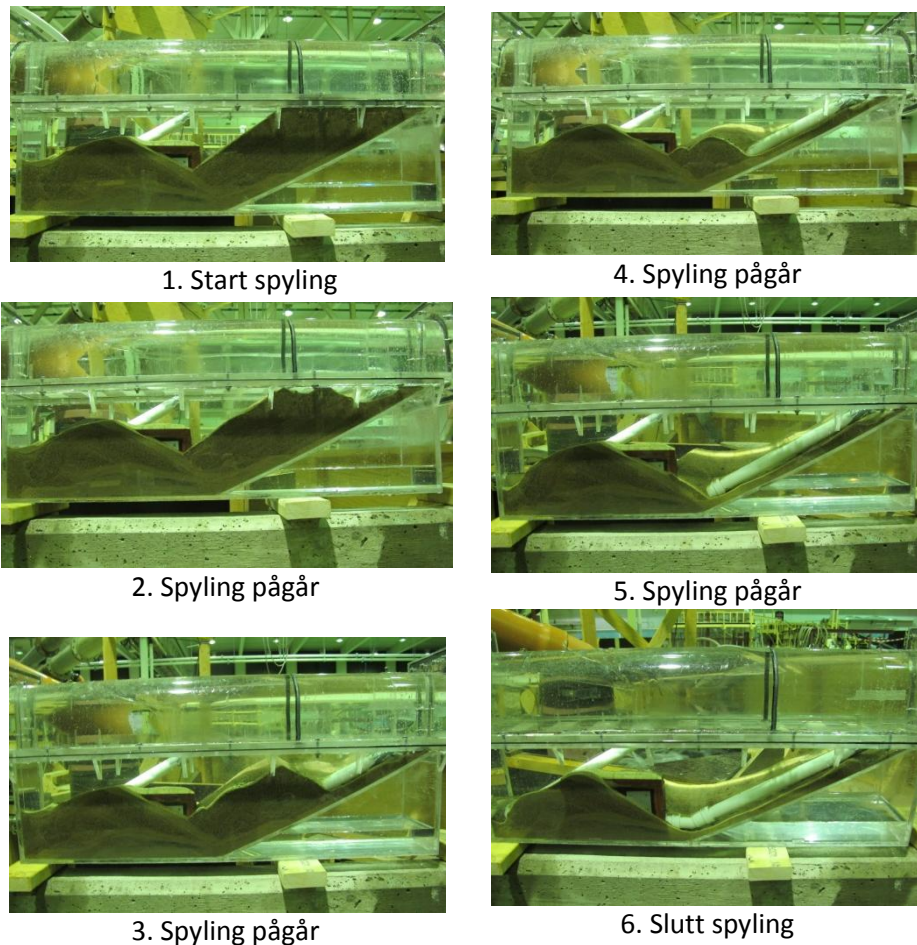 1. Start spyling
2. Spyling pågår
3. Spyling pågår
4. Spyling pågår
5. Spyling pågår
6. Slutt spyling